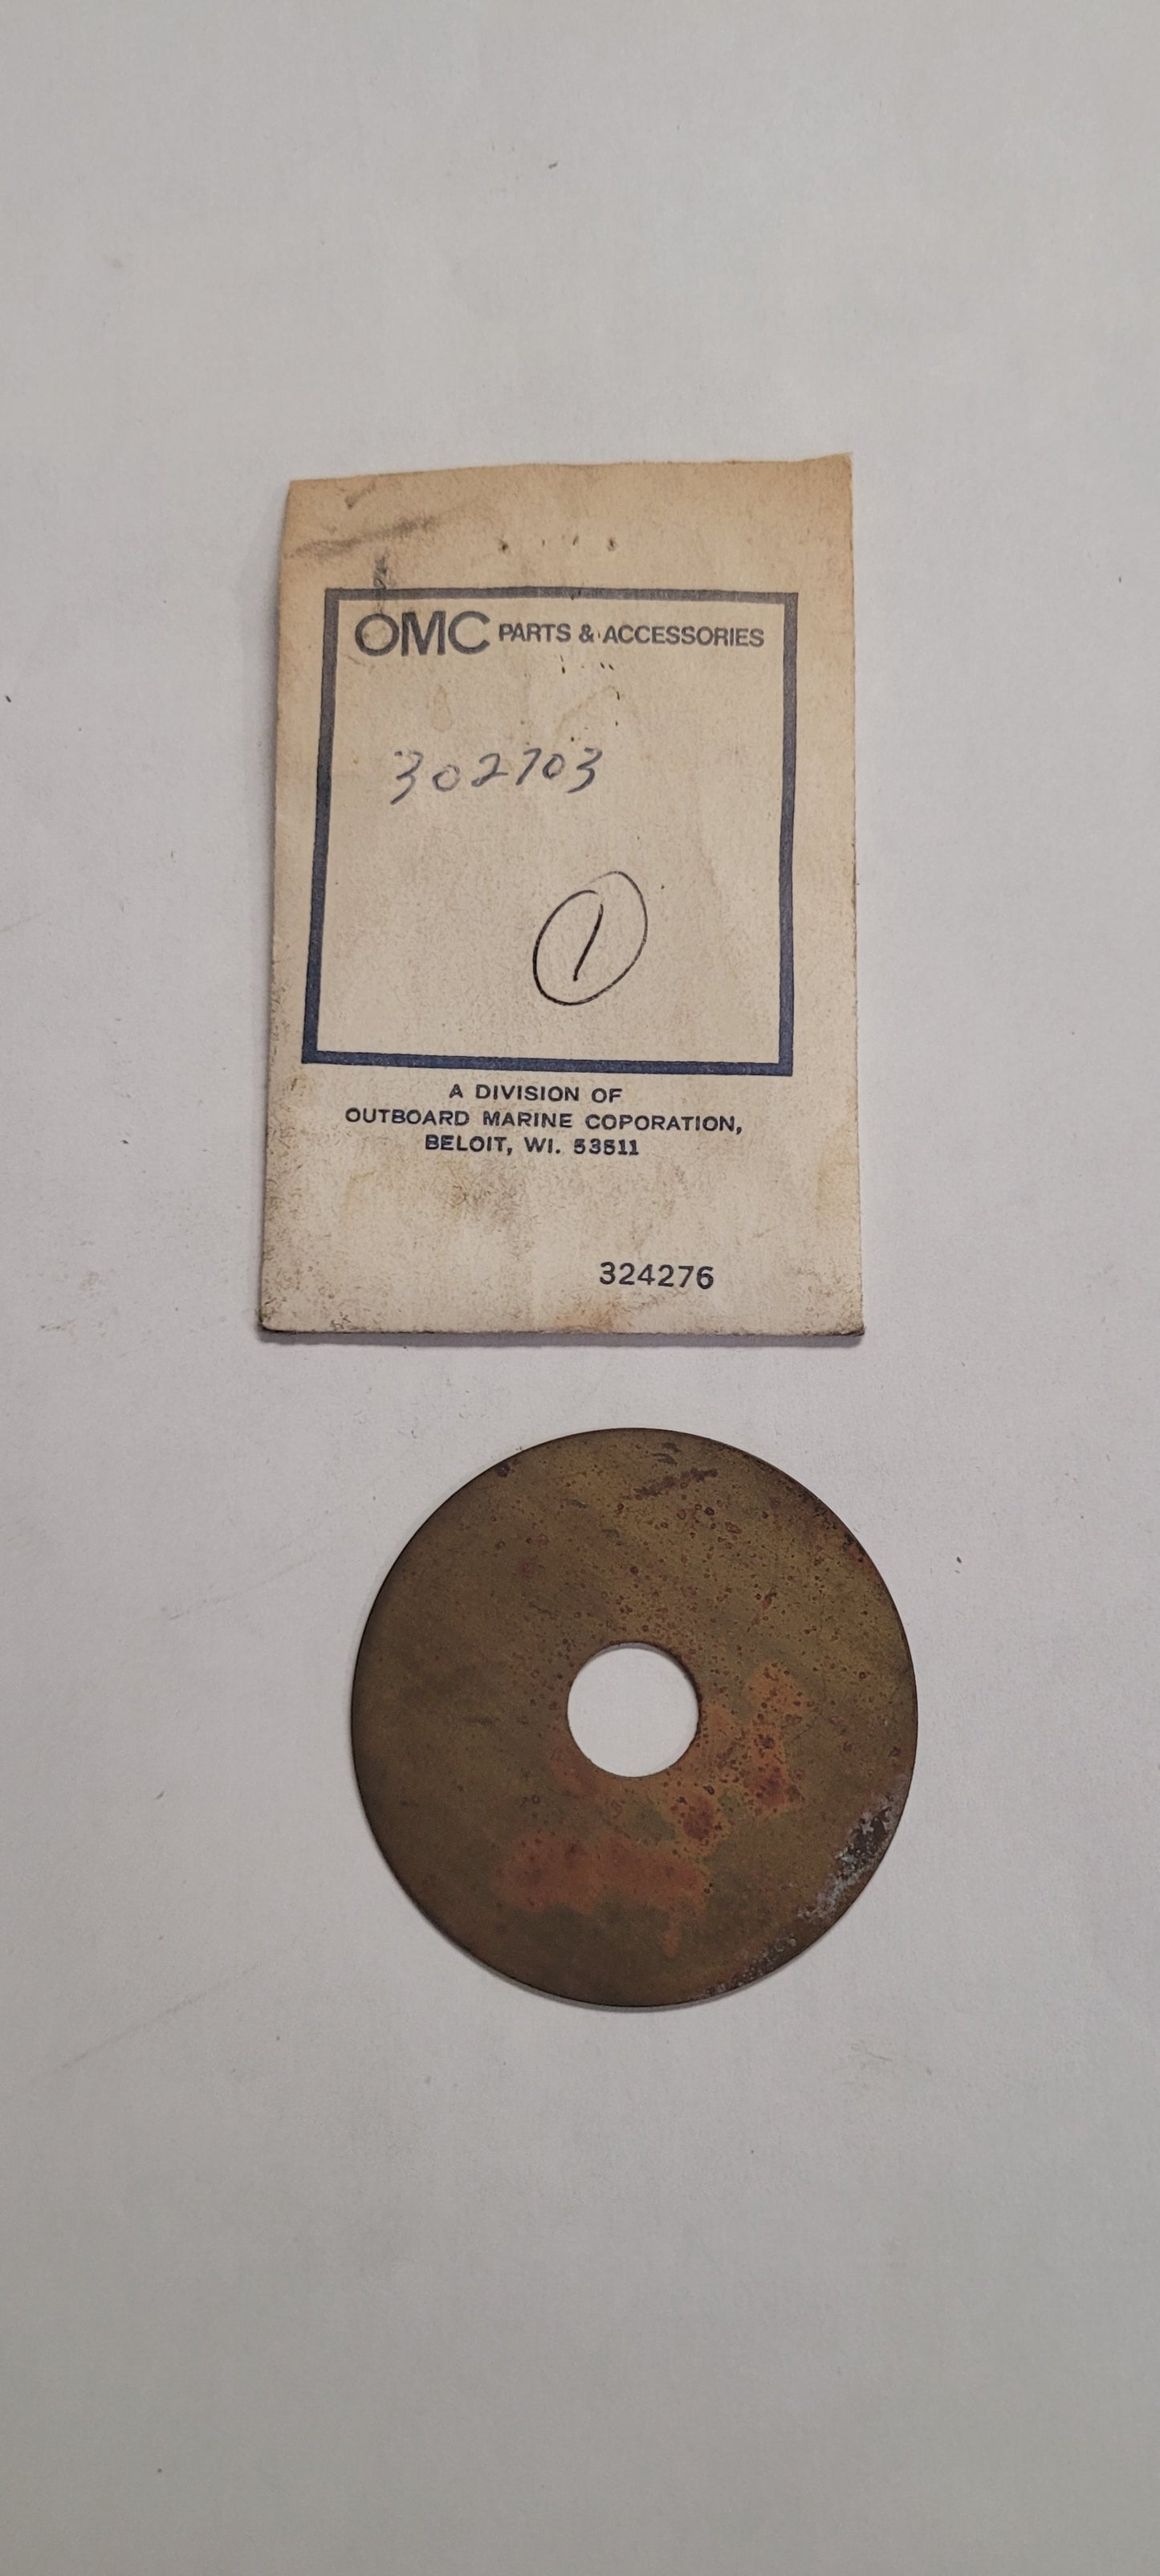 OMC PARTS & ACCESSORIES
302703
1
A DIVISION OF
OUTBOARD MARINE COPORATION,
BELOIT, WI. 53511
324276